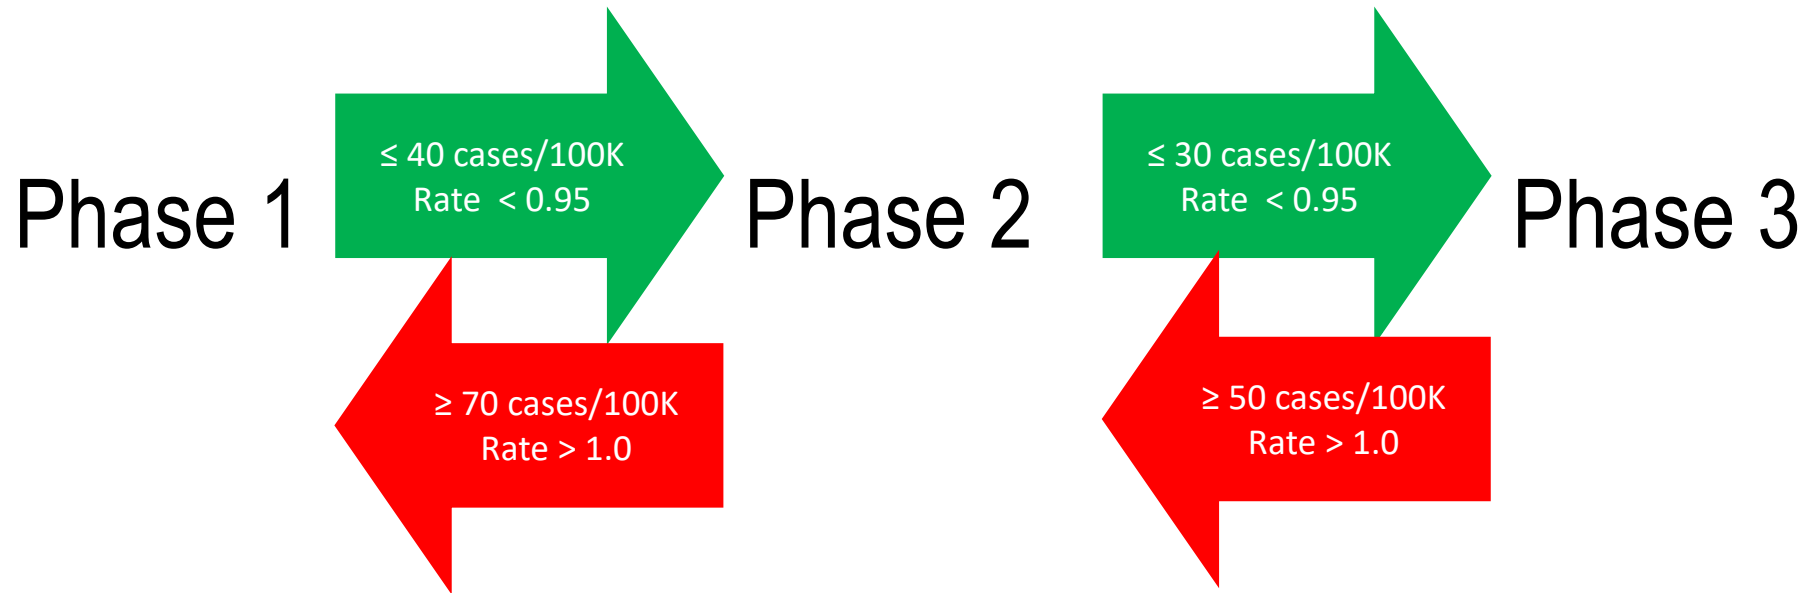 Phase 1
≤ 40 cases/100K
Rate < 0.95
Phase 2
≤ 30 cases/100K
Rate < 0.95
Phase 3
≥ 70 cases/100K
Rate > 1.0
≥ 50 cases/100K
Rate > 1.0